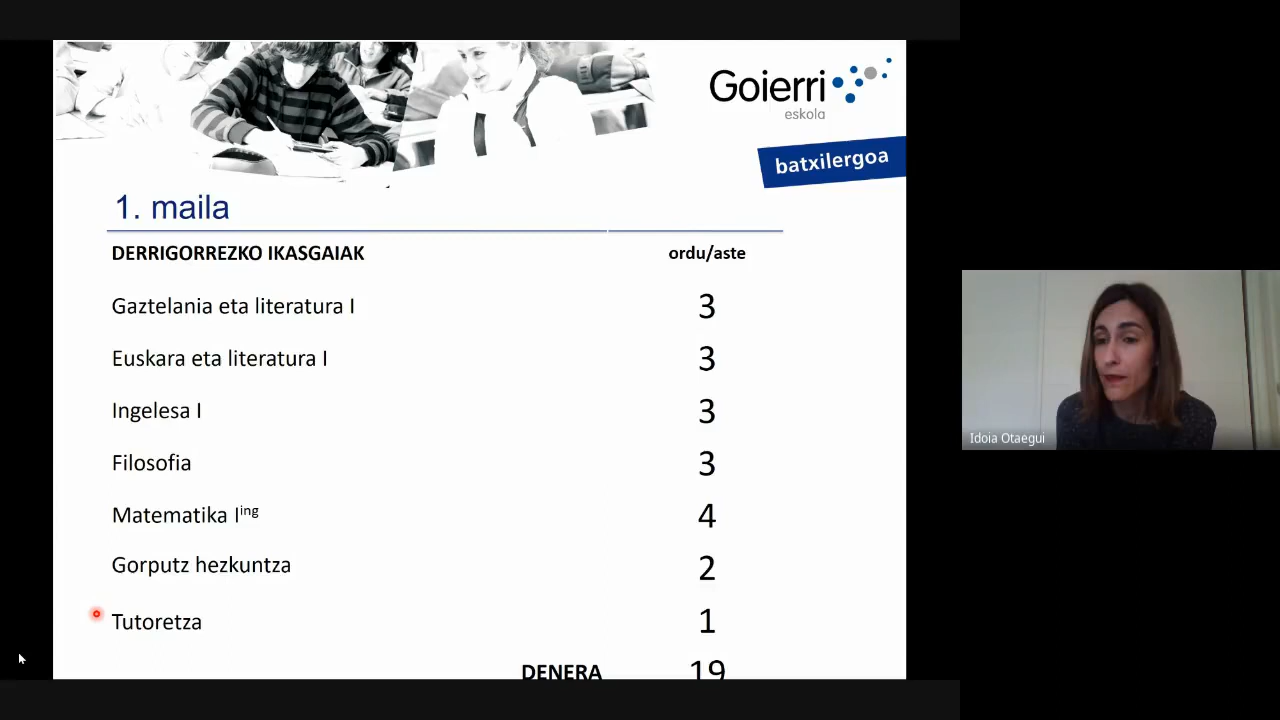 Goierri
eskola
batxilergoa
1. maila
DERRIGORREZKO IKASGAIAK ordu/aste
Gaztelania eta literatura I 3
Euskara eta literatura I 3
Ingelesa I 3
Filosofia 3
Matematika I ing 4
Gorputz hezkuntza 2
Tutoretza 1
DENERA 19
Idoia Otaegui